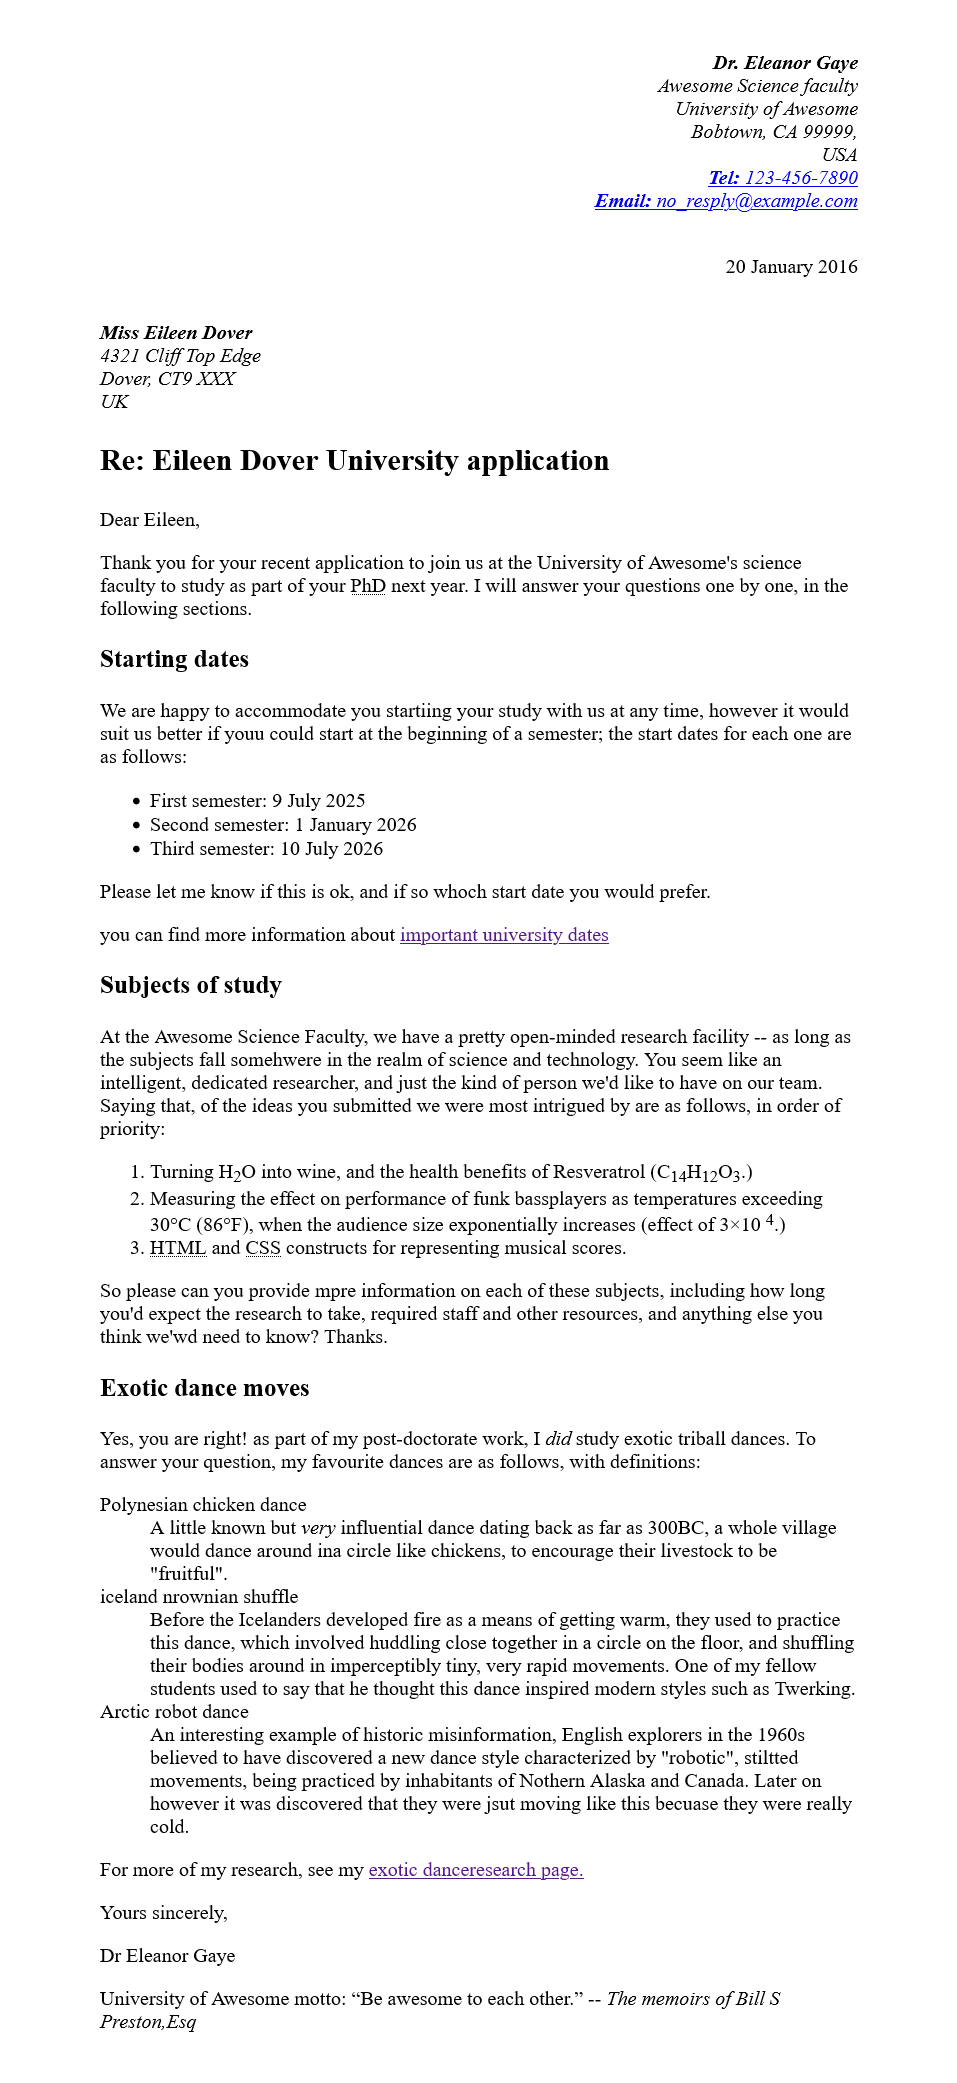 Dr. Eleanor Gaye
Awesome Science faculty
University of Awesome
Bobtown, CA 99999,
USA
Tel: 123-456-7890
Email: no_resply@example.com
20 January 2016
Miss Eileen Dover
4321 Cliff Top Edge
Dover, CT9 XXX
UK
Re: Eileen Dover University application
Dear Eileen,
Thank you for your recent application to join us at the University of Awesome's science
faculty to study as part of your PhD next year. I will answer your questions one by one, in the
following sections.
Starting dates
We are happy to accommodate you startiing your study with us at any time, however it would
suit us better if youu could start at the beginning of a semester; the start dates for each one are
as follows:
• First semester: 9 July 2025
• Second semester: 1 January 2026
• Third semester: 10 July 2026
Please let me know if this is ok, and if so whoch start date you would prefer.
you can find more information about important university dates
Subjects of study
At the Awesome Science Faculty, we have a pretty open-minded research facility -- as long as
the subjects fall somehwere in the realm of science and technology. You seem like an
intelligent, dedicated researcher, and just the kind of person we'd like to have on our team.
Saying that, of the ideas you submitted we were most intrigued by are as follows, in order of
priority:
1. Turning H₂O into wine, and the health benefits of Resveratrol (C₁₄H₁₂O₃.)
2. Measuring the effect on performance of funk bassplayers as temperatures exceeding
30°C (86°F), when the audience size exponentially increases (effect of 3×10 ⁴.)
3. HTML and CSS constructs for representing musical scores.
So please can you provide mpre information on each of these subjects, including how long
you'd expect the research to take, required staff and other resources, and anything else you
think we'wd need to know? Thanks.
Exotic dance moves
Yes, you are right! as part of my post-doctorate work, I did study exotic triball dances. To
answer your question, my favourite dances are as follows, with definitions:
Polynesian chicken dance
A little known but very influential dance dating back as far as 300BC, a whole village
would dance around ina circle like chickens, to encourage their livestock to be
"fruitful".
iceland nrownian shuffle
Before the Icelanders developed fire as a means of getting warm, they used to practice
this dance, which involved huddling close together in a circle on the floor, and shuffling
their bodies around in imperceptibly tiny, very rapid movements. One of my fellow
students used to say that he thought this dance inspired modern styles such as Twerking.
Arctic robot dance
An interesting example of historic misinformation, English explorers in the 1960s
believed to have discovered a new dance style characterized by "robotic", stiltted
movements, being practiced by inhabitants of Nothern Alaska and Canada. Later on
however it was discovered that they were jsut moving like this becuase they were really
cold.
For more of my research, see my exotic danceresearch page.
Yours sincerely,
Dr Eleanor Gaye
University of Awesome motto: “Be awesome to each other.” -- The memoirs of Bill S
Preston,Esq